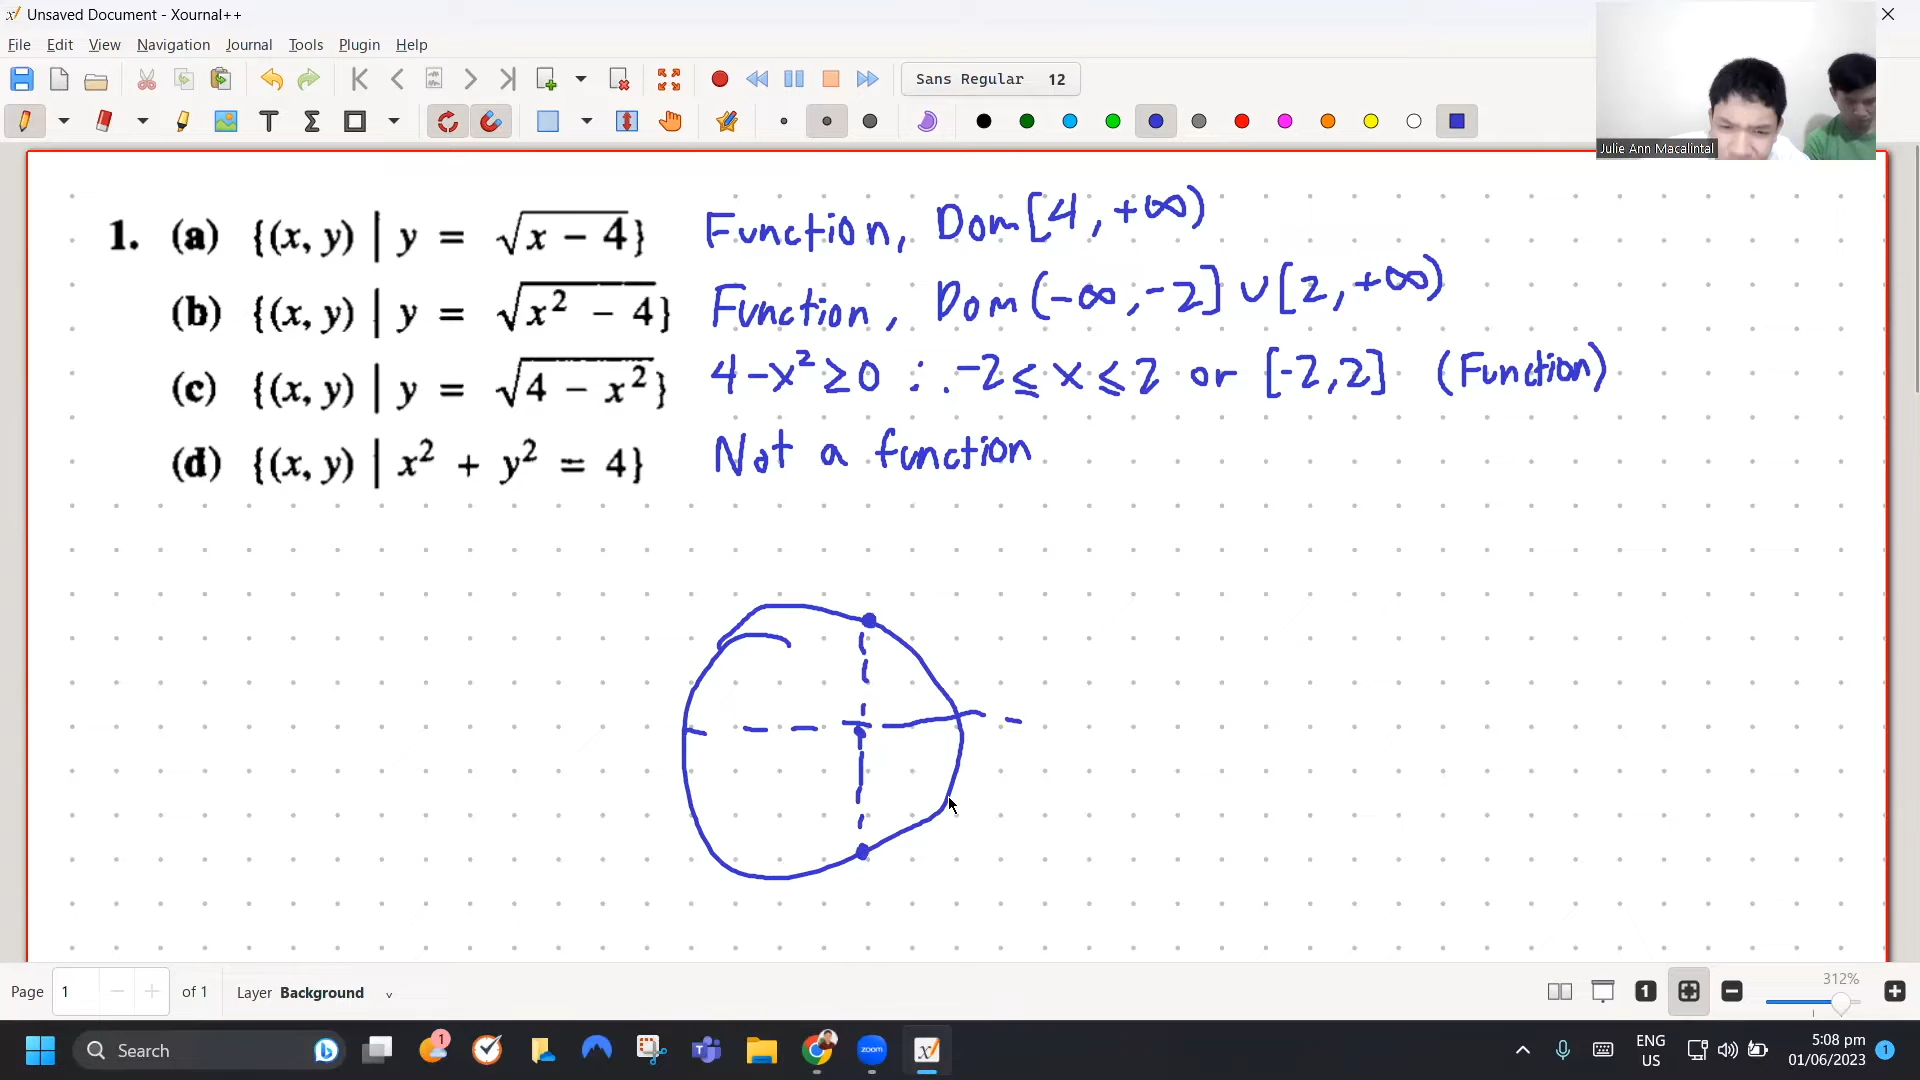 Unsaved Document - Xournal++
File Edit View Navigation Journal Tools Plugin Help
Sans Regular 12
Julie Ann Macalintal
1. (a) {(x, y) | y = √(x − 4)} Function, Dom [4, +∞)
(b) {(x, y) | y = √(x² − 4)} Function, Dom (-∞, -2] ∪ [2, +∞)
(c) {(x, y) | y = √(4 − x²)} 4-x² ≥ 0 ∴ -2 ≤ x ≤ 2 or [-2,2] (Function)
(d) {(x, y) | x² + y² = 4} Not a function
Page 1 of 1 Layer Background
312%
Search
1
zoom
ENG
US
5:08 pm
01/06/2023
1